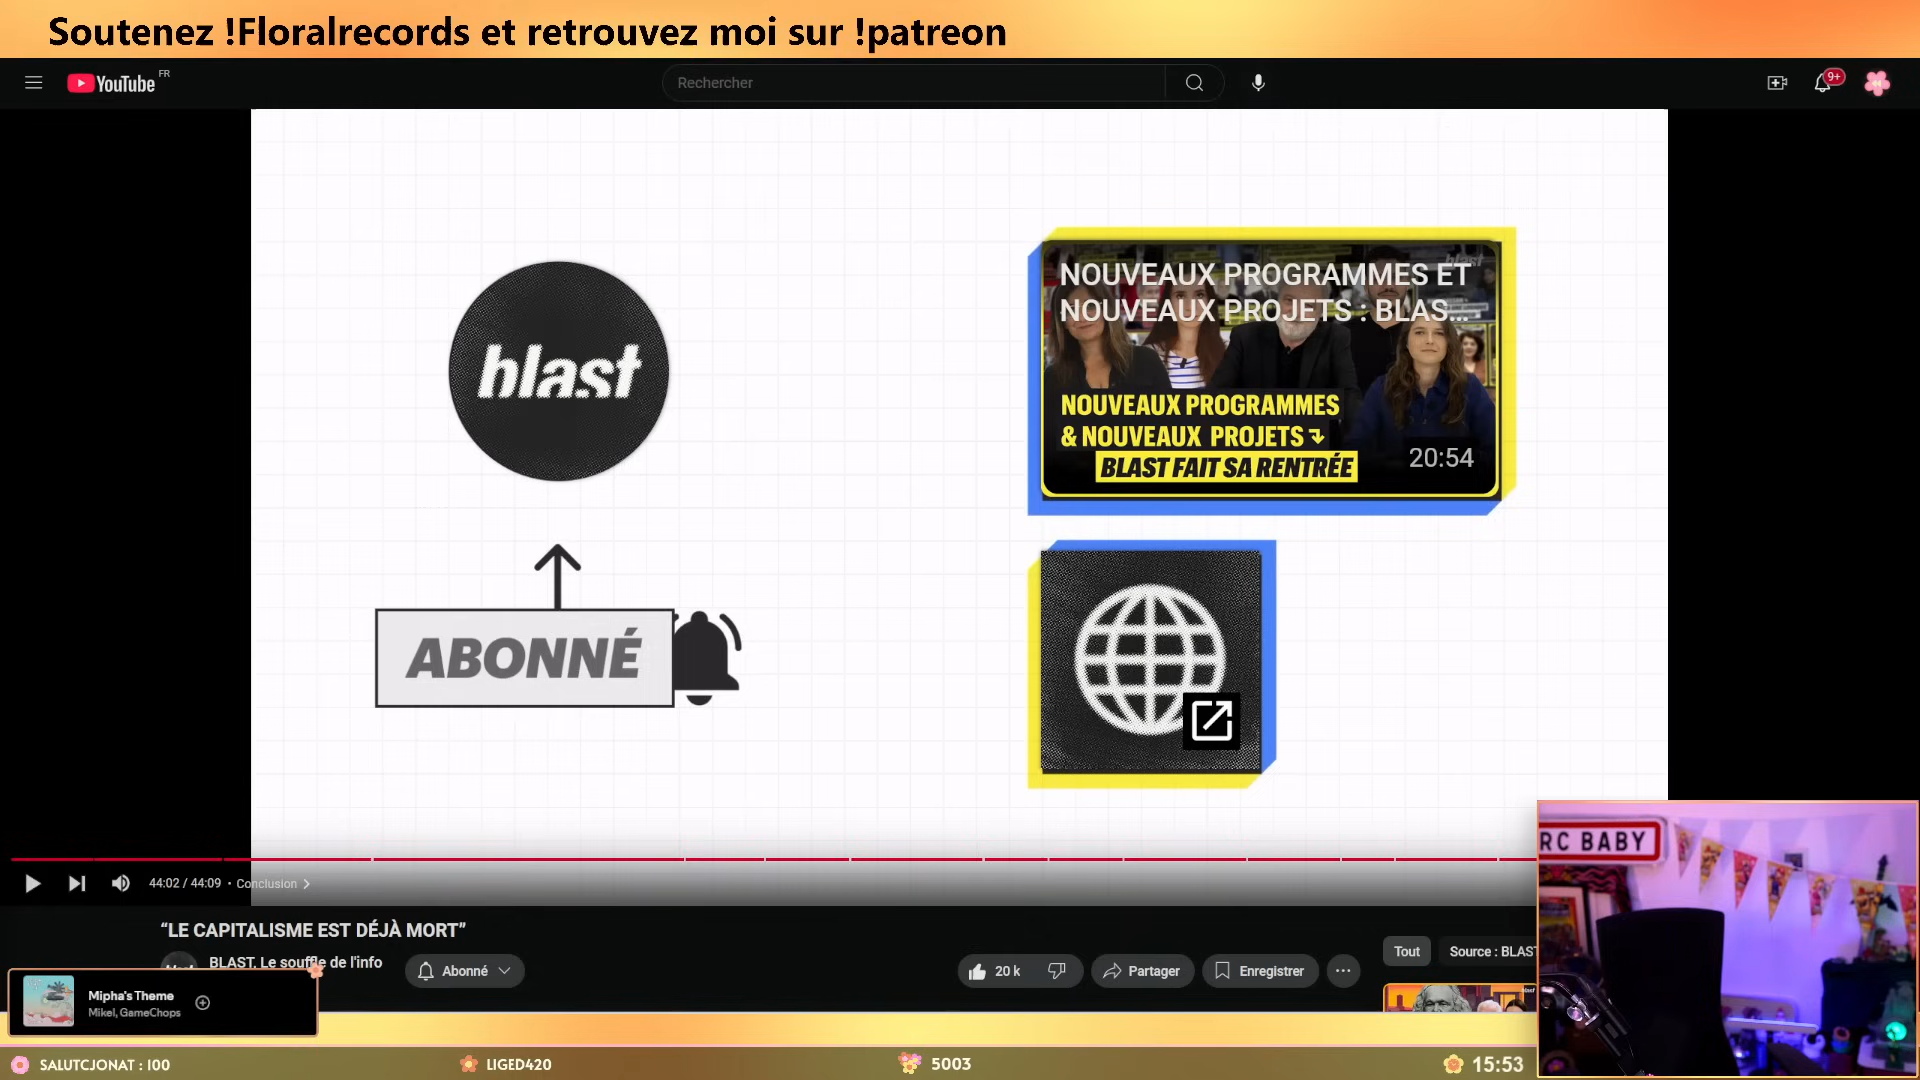 Soutenez !Floralrecords et retrouvez moi sur !patreon
YouTube FR
Rechercher
9+
blast
NOUVEAUX PROGRAMMES ET
NOUVEAUX PROJETS : BLAS...
NOUVEAUX PROGRAMMES
& NOUVEAUX PROJETS
BLAST FAIT SA RENTRÉE
20:54
ABONNÉ
RC BABY
44:02 / 44:09 • Conclusion
“LE CAPITALISME EST DÉJÀ MORT”
BLAST, Le souffle de l'info
Abonné
20 k
Partager
Enregistrer
Tout
Source : BLAST
Mipha's Theme
Mikel, GameChops
SALUTCJONAT : 100
LIGED420
5003
15:53